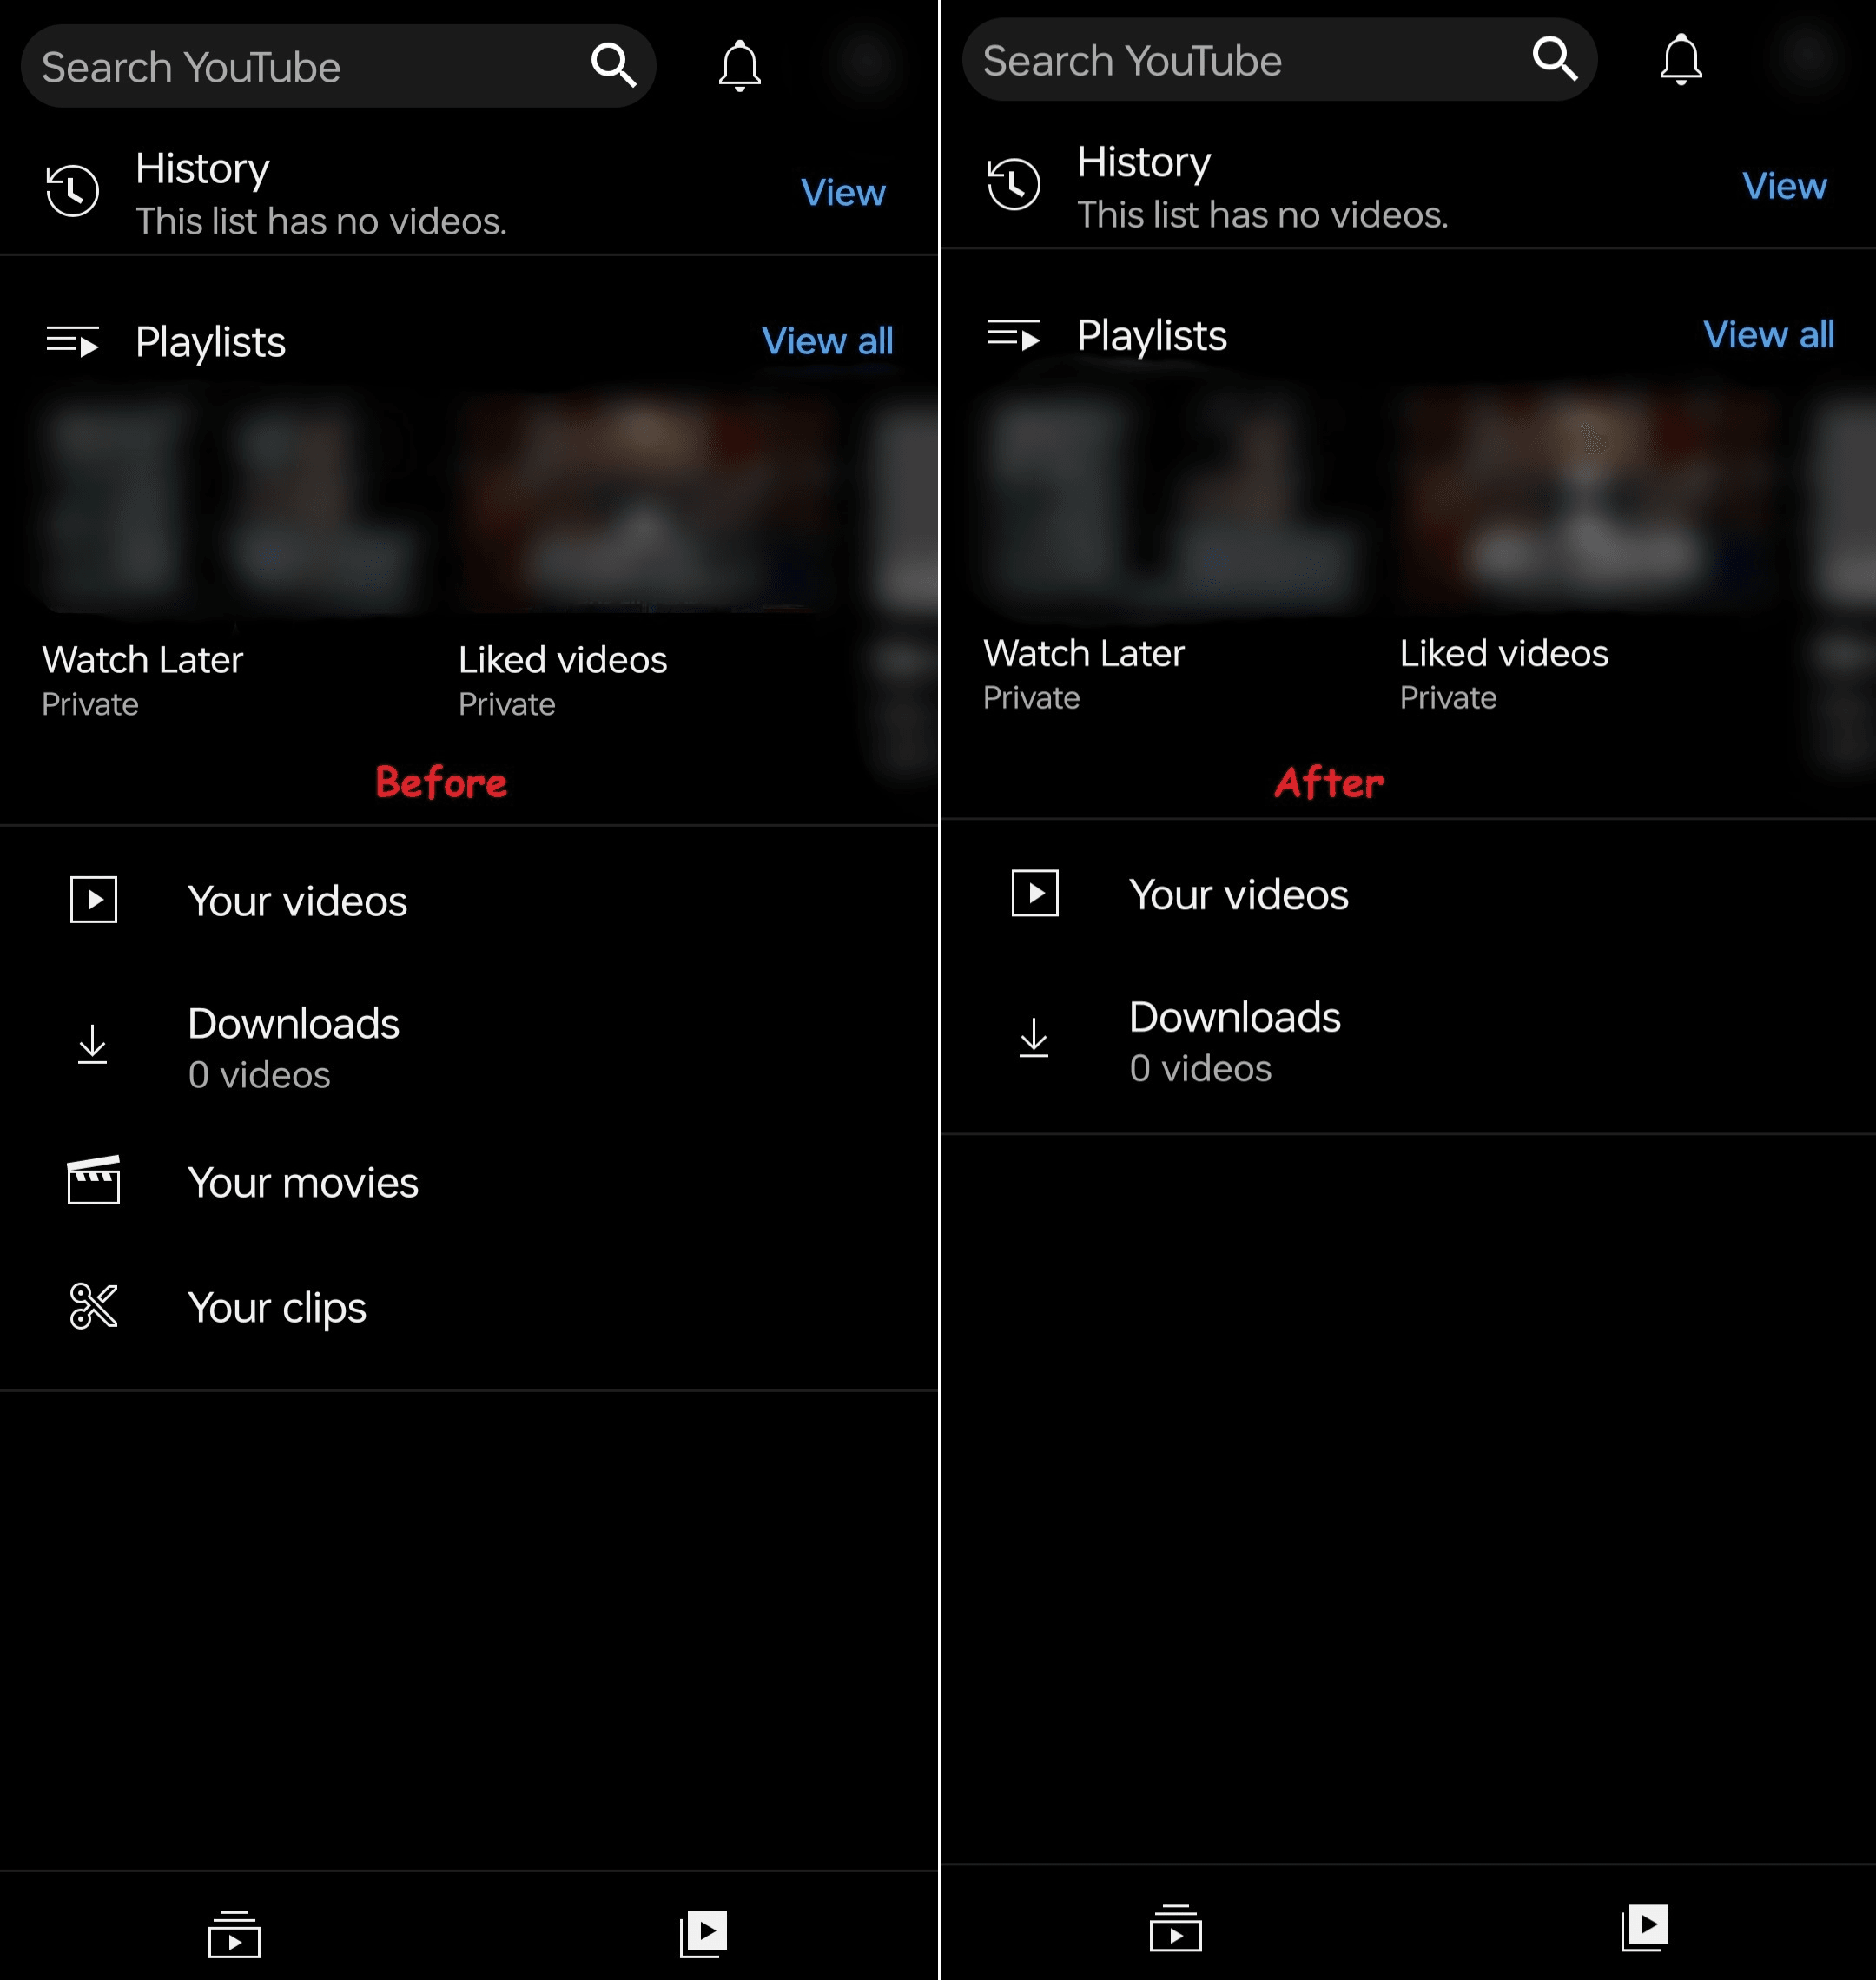 Search YouTube
History
This list has no videos.
View
Playlists
View all
Watch Later
Private
Liked videos
Private
Before
Your videos
Downloads
0 videos
Your movies
Your clips
Search YouTube
History
This list has no videos.
View
Playlists
View all
Watch Later
Private
Liked videos
Private
After
Your videos
Downloads
0 videos